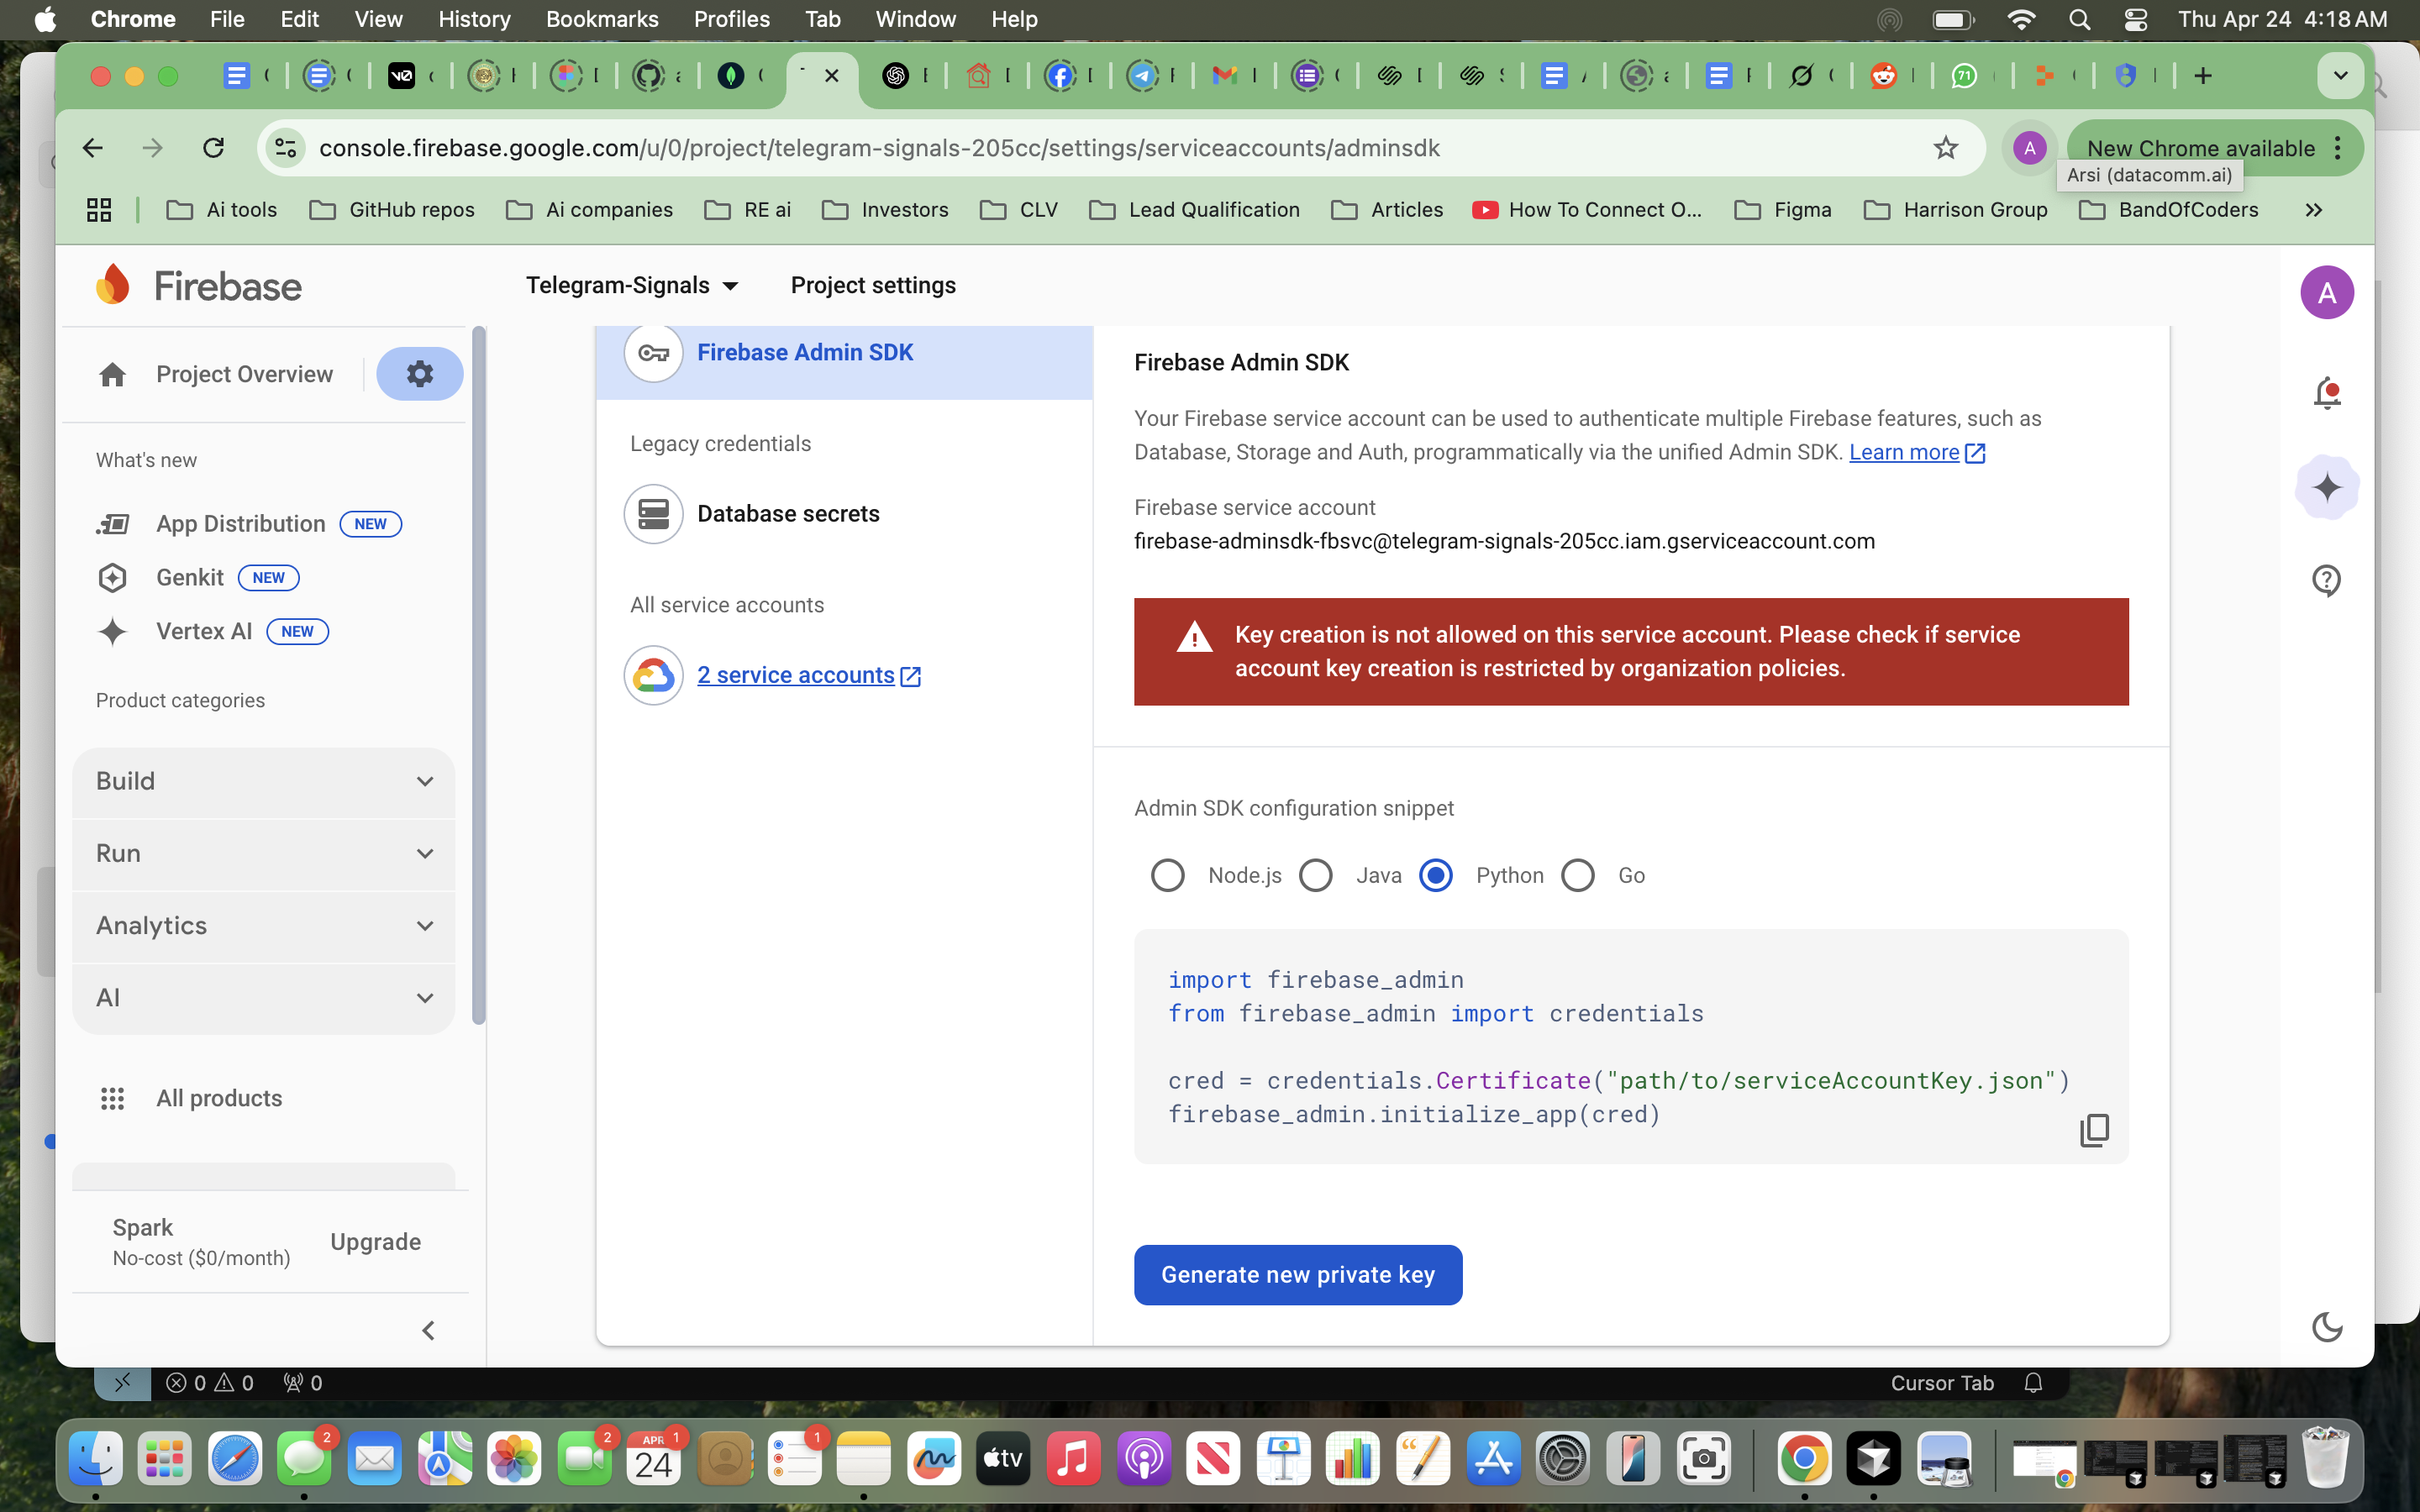 Chrome File Edit View History Bookmarks Profiles Tab Window Help Thu Apr 24 4:18 AM
console.firebase.google.com/u/0/project/telegram-signals-205cc/settings/serviceaccounts/adminsdk
A
New Chrome available
Arsi (datacomm.ai)
Ai tools GitHub repos Ai companies RE ai Investors CLV Lead Qualification Articles How To Connect O... Figma Harrison Group BandOfCoders
Firebase
Telegram-Signals Project settings
A
Project Overview
What's new
App Distribution NEW
Genkit NEW
Vertex AI NEW
Product categories
Build
Run
Analytics
AI
All products
Spark
No-cost ($0/month)
Upgrade
Firebase Admin SDK
Legacy credentials
Database secrets
All service accounts
2 service accounts
Firebase Admin SDK
Your Firebase service account can be used to authenticate multiple Firebase features, such as
Database, Storage and Auth, programmatically via the unified Admin SDK. Learn more
Firebase service account
firebase-adminsdk-fbsvc@telegram-signals-205cc.iam.gserviceaccount.com
Key creation is not allowed on this service account. Please check if service
account key creation is restricted by organization policies.
Admin SDK configuration snippet
Node.js Java Python Go
import firebase_admin
from firebase_admin import credentials
cred = credentials.Certificate("path/to/serviceAccountKey.json")
firebase_admin.initialize_app(cred)
Generate new private key
0 0 0
Cursor Tab
2 2 APR 24 1 1 tv